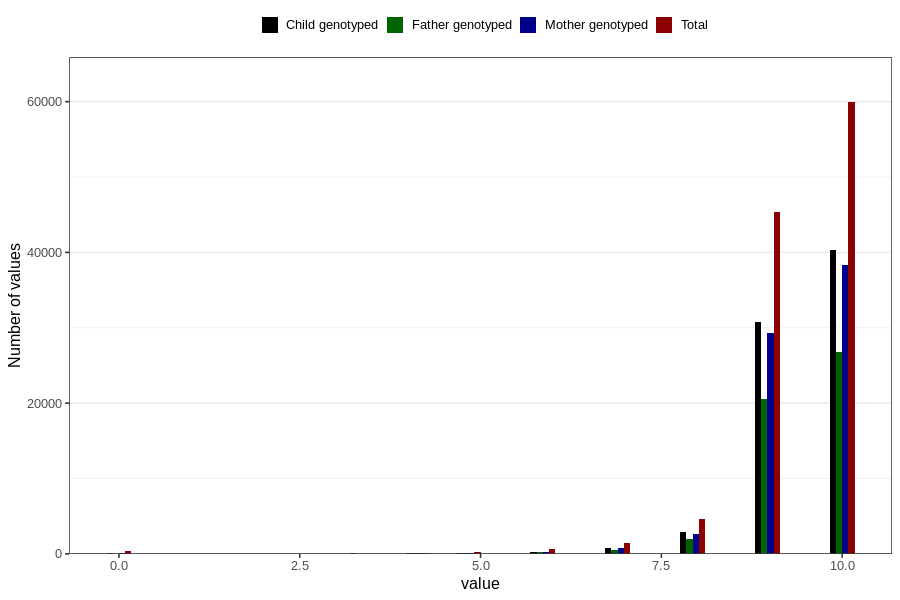 Child genotyped Father genotyped Mother genotyped Total
Number of values
60000
40000
20000
0
0.0 2.5 5.0 7.5 10.0
value